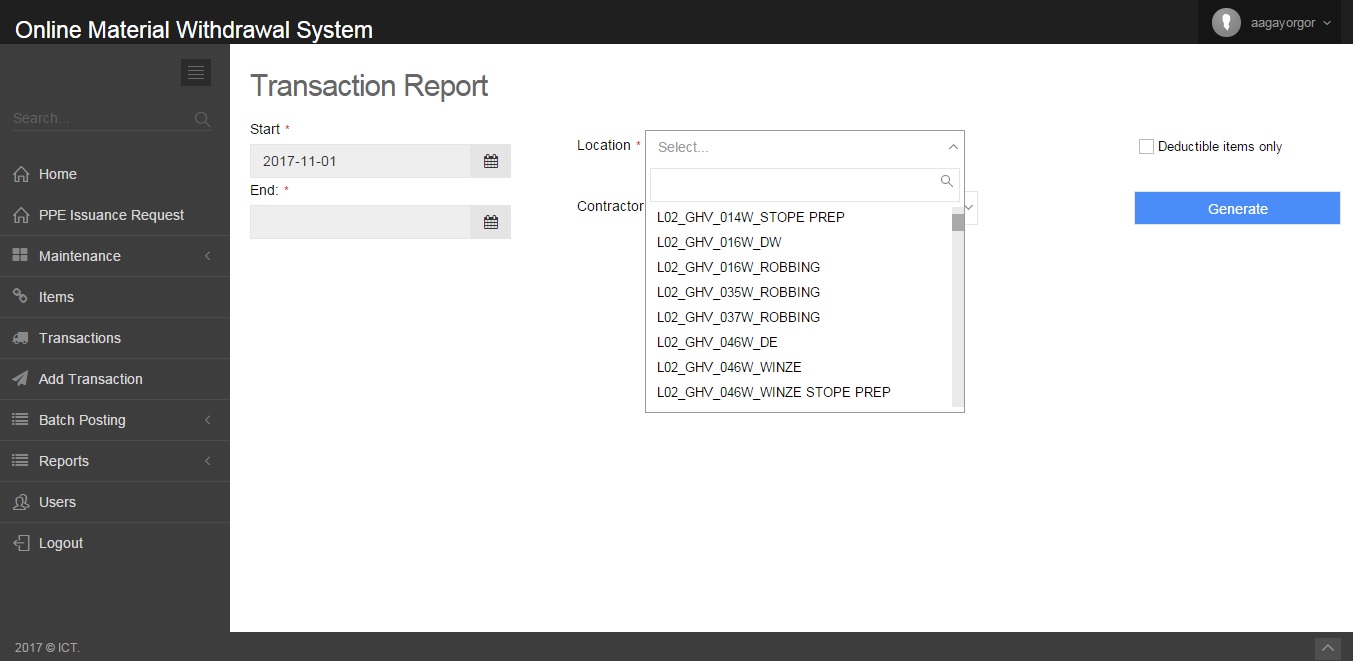 Online Material Withdrawal System
aagayorgor
Search...
Home
PPE Issuance Request
Maintenance
Items
Transactions
Add Transaction
Batch Posting
Reports
Users
Logout
Transaction Report
Start *
2017-11-01
End: *
Location *
Select...
L02_GHV_014W_STOPE PREP
L02_GHV_016W_DW
L02_GHV_016W_ROBBING
L02_GHV_035W_ROBBING
L02_GHV_037W_ROBBING
L02_GHV_046W_DE
L02_GHV_046W_WINZE
L02_GHV_046W_WINZE STOPE PREP
Contractor
Deductible items only
Generate
2017 © ICT.